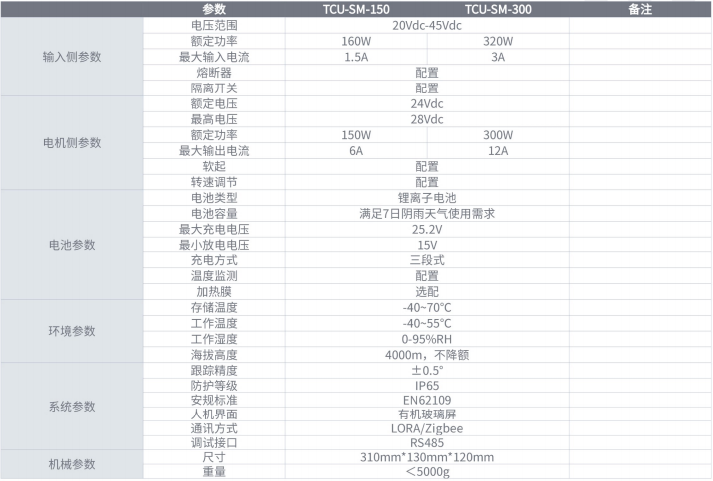 参数 TCU-SM-150 TCU-SM-300 备注
输入侧参数
电压范围 20Vdc-45Vdc
额定功率 160W 320W
最大输入电流 1.5A 3A
熔断器 配置
隔离开关 配置
电机侧参数
额定电压 24Vdc
最高电压 28Vdc
额定功率 150W 300W
最大输出电流 6A 12A
软起 配置
转速调节 配置
电池参数
电池类型 锂离子电池
电池容量 满足7日阴雨天气使用需求
最大充电电压 25.2V
最小放电电压 15V
充电方式 三段式
温度监测 配置
加热膜 选配
环境参数
存储温度 -40~70℃
工作温度 -40~55℃
工作湿度 0-95%RH
海拔高度 4000m，不降额
系统参数
跟踪精度 ±0.5°
防护等级 IP65
安规标准 EN62109
人机界面 有机玻璃屏
通讯方式 LORA/Zigbee
调试接口 RS485
机械参数
尺寸 310mm*130mm*120mm
重量 ＜5000g